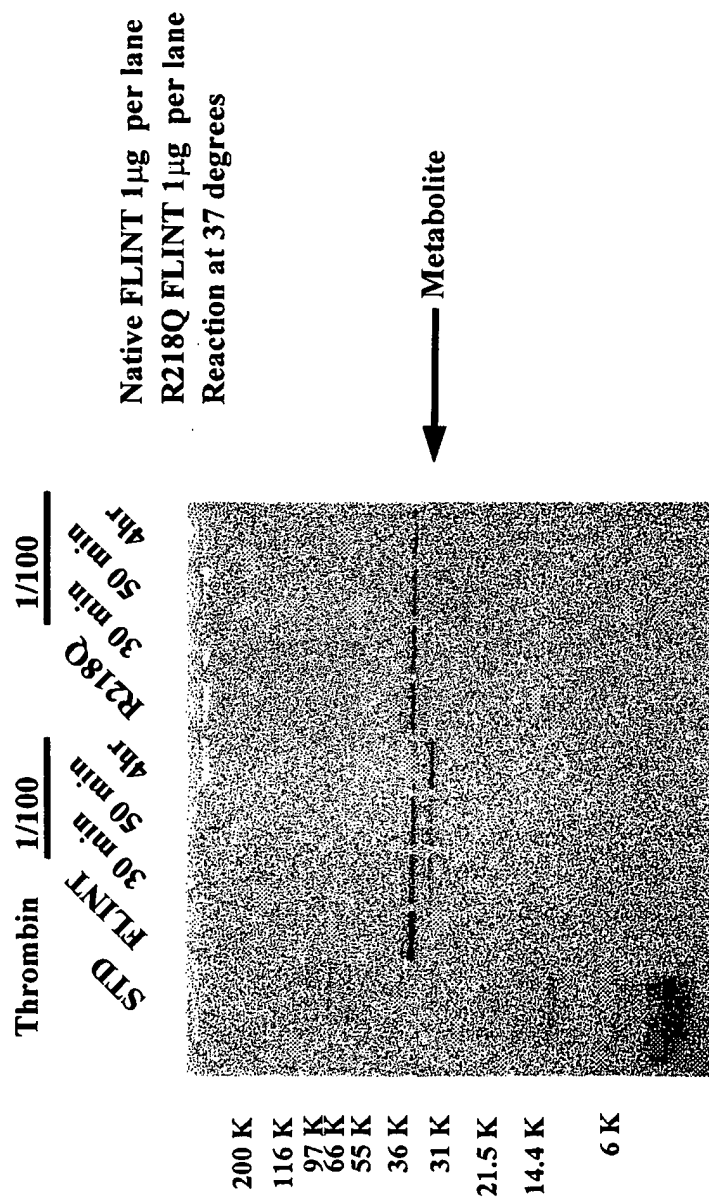 Thrombin 1/100 1/100
STD FLINT 30 min 50 min 4hr R218Q 30 min 50 min 4hr
200 K
116 K
97 K
66 K
55 K
36 K
31 K
21.5 K
14.4 K
6 K
Native FLINT 1µg per lane
R218Q FLINT 1µg per lane
Reaction at 37 degrees
Metabolite